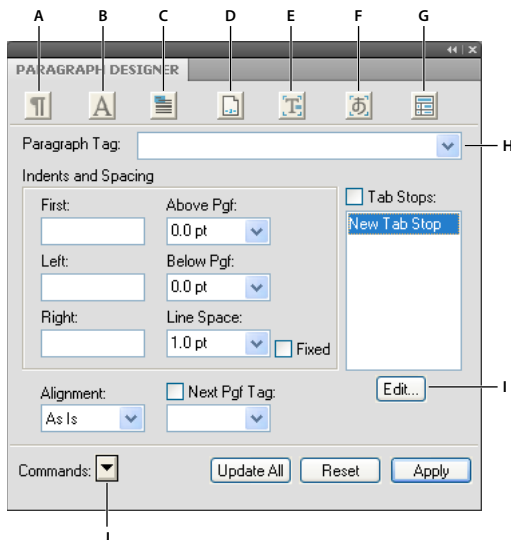 A B C D E F G
PARAGRAPH DESIGNER
¶ A T あ
Paragraph Tag: H
Indents and Spacing
First: Above Pgf: Tab Stops:
0.0 pt New Tab Stop
Left: Below Pgf:
0.0 pt
Right: Line Space:
1.0 pt Fixed
Alignment: Next Pgf Tag: Edit... I
As Is
Commands: Update All Reset Apply